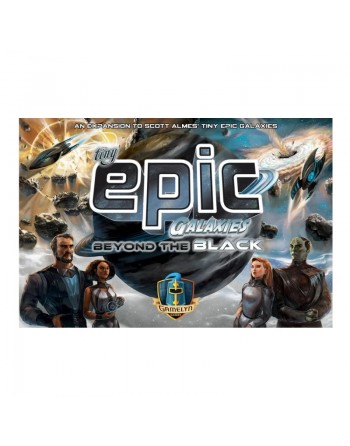 AN EXPANSION TO SCOTT ALMES' TINY EPIC GALAXIES
tiny
epic
GALAXIES
BEYOND THE BLACK
GAMELYN